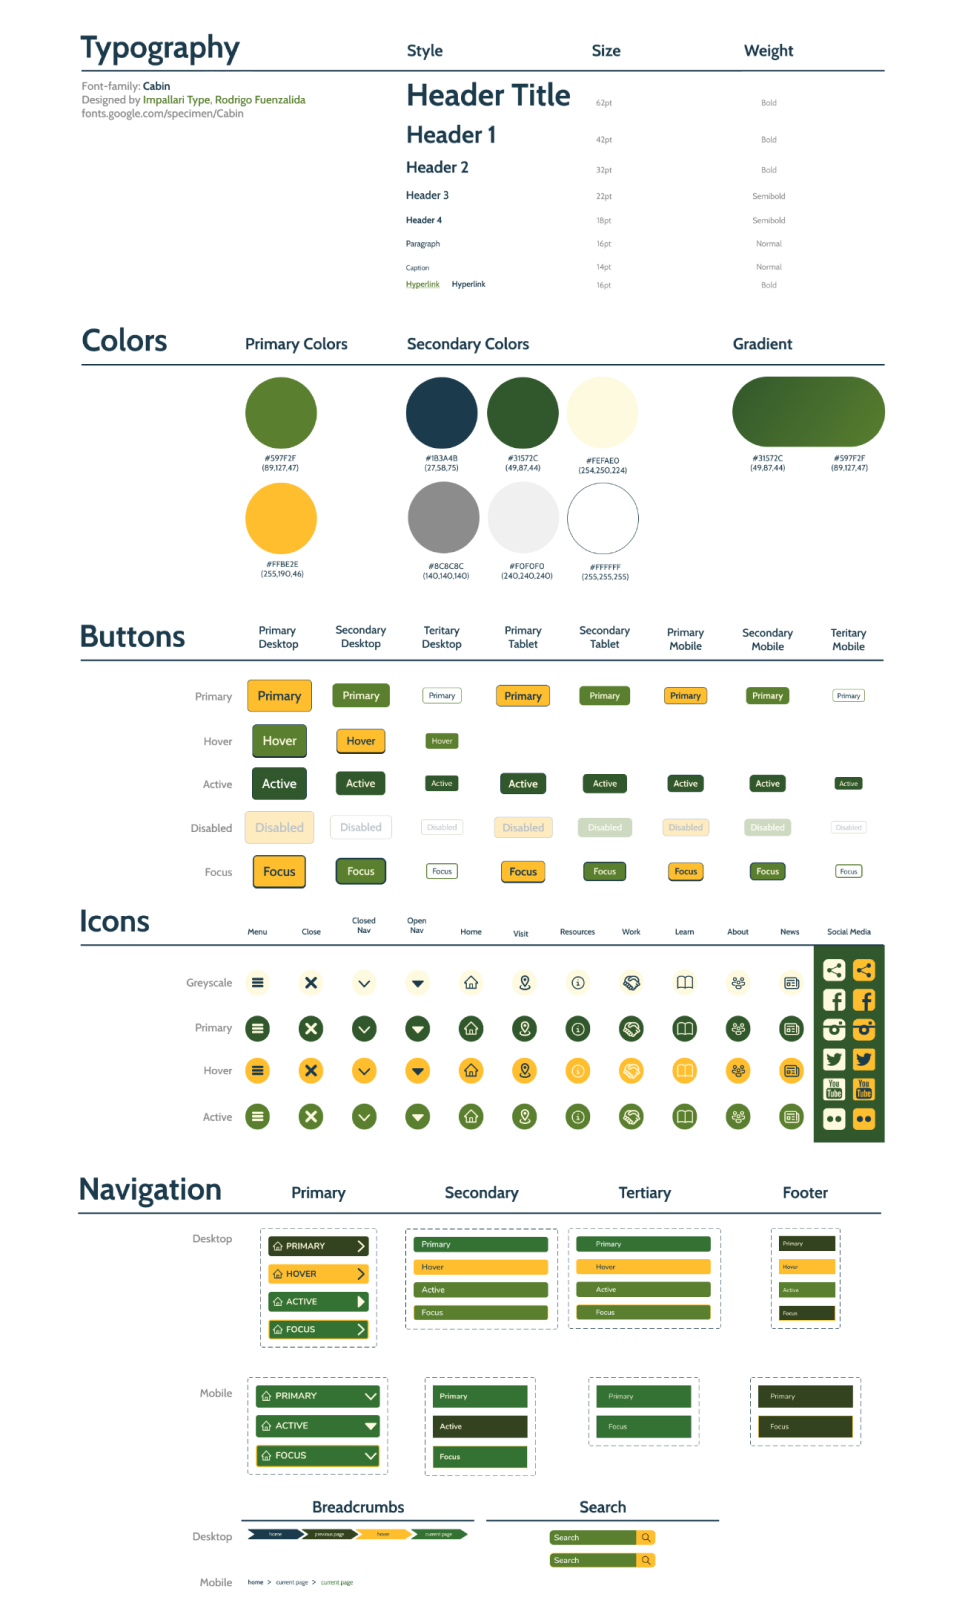 Typography
Style
Size
Weight
Font-family: Cabin
Designed by Impallari Type, Rodrigo Fuenzalida
fonts.google.com/specimen/Cabin
Header Title 62pt Bold
Header 1 42pt Bold
Header 2 32pt Bold
Header 3 22pt Semibold
Header 4 18pt Semibold
Paragraph 16pt Normal
Caption 14pt Normal
Hyperlink Hyperlink 16pt Bold
Colors
Primary Colors
Secondary Colors
Gradient
#597F2F
(89,127,47)
#1B3A4B
(27,58,75)
#31572C
(49,87,44)
#FEFAE0
(254,250,224)
#31572C
(49,87,44)
#597F2F
(89,127,47)
#FFBE2E
(255,190,46)
#8C8C8C
(140,140,140)
#F0F0F0
(240,240,240)
#FFFFFF
(255,255,255)
Buttons
Primary
Desktop
Secondary
Desktop
Teritary
Desktop
Primary
Tablet
Secondary
Tablet
Primary
Mobile
Secondary
Mobile
Teritary
Mobile
Primary Primary Primary Primary Primary Primary Primary Primary Primary
Hover Hover Hover Hover
Active Active Active Active Active Active Active Active Active
Disabled Disabled Disabled Disabled Disabled Disabled Disabled Disabled Disabled
Focus Focus Focus Focus Focus Focus Focus Focus Focus
Icons
Menu
Close
Closed
Nav
Open
Nav
Home
Visit
Resources
Work
Learn
About
News
Social Media
Greyscale
Primary
Hover
Active
You
Tube
You
Tube
Navigation
Primary
Secondary
Tertiary
Footer
Desktop
PRIMARY Primary Primary Primary
HOVER Hover Hover Hover
ACTIVE Active Active Active
FOCUS Focus Focus Focus
Mobile
PRIMARY Primary Primary Primary
ACTIVE Active Focus Focus
FOCUS Focus
Breadcrumbs
Search
Desktop
home previous page hover current page
Search
Search
Mobile
home > current page > current page